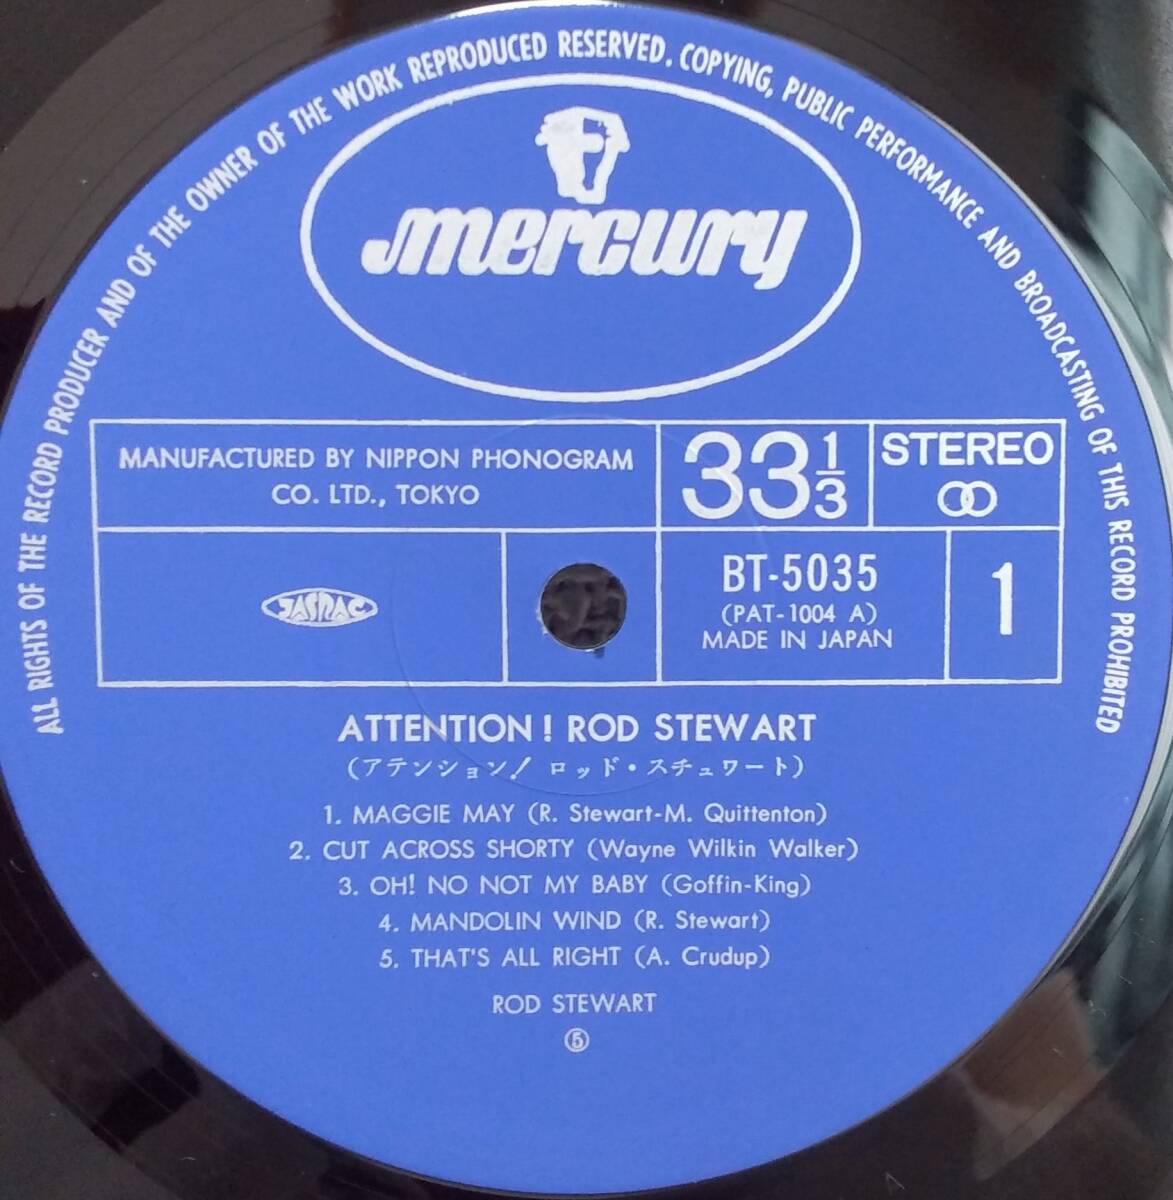 ALL RIGHTS OF THE RECORD PRODUCER AND OF THE OWNER OF THE WORK REPRODUCED RESERVED. COPYING, PUBLIC PERFORMANCE AND BROADCASTING OF THIS RECORD PROHIBITED
mercury
MANUFACTURED BY NIPPON PHONOGRAM
CO. LTD., TOKYO
33 1/3
STEREO
JASRAC
BT-5035
(PAT-1004 A)
MADE IN JAPAN
1
ATTENTION! ROD STEWART
(アテンション! ロッド・スチュワート)
1. MAGGIE MAY (R. Stewart-M. Quittenton)
2. CUT ACROSS SHORTY (Wayne Wilkin Walker)
3. OH! NO NOT MY BABY (Goffin-King)
4. MANDOLIN WIND (R. Stewart)
5. THAT'S ALL RIGHT (A. Crudup)
ROD STEWART
⑤